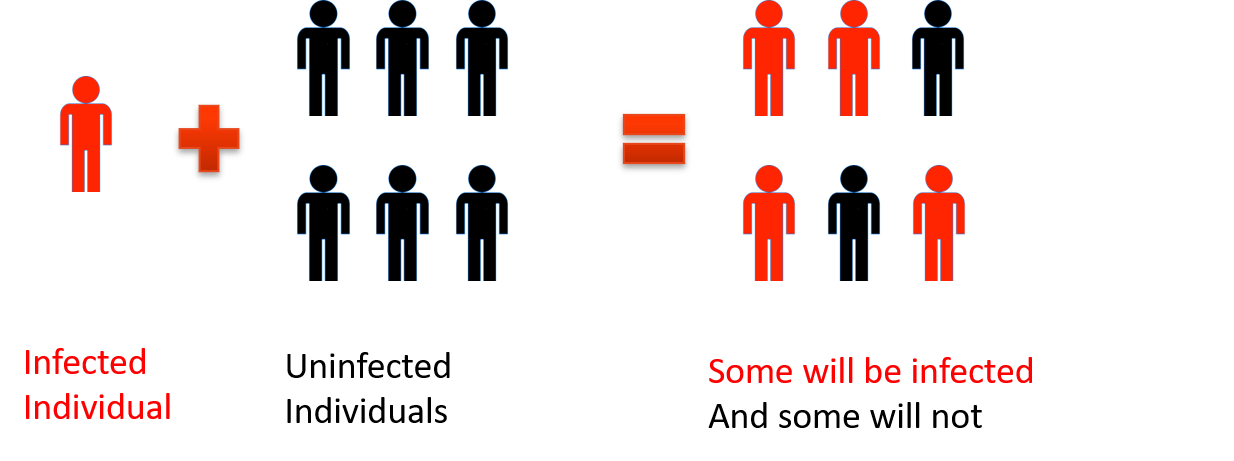 Infected
Individual
Uninfected
Individuals
Some will be infected
And some will not